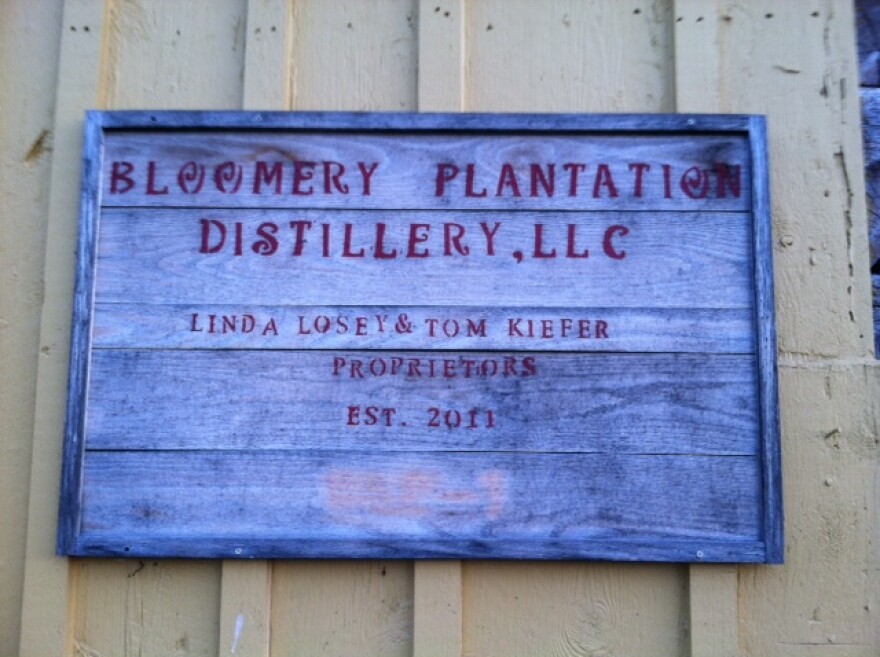 BLOOMERY PLANTATION
DISTILLERY, LLC
LINDA LOSEY & TOM KIEFER
PROPRIETORS
EST. 2011